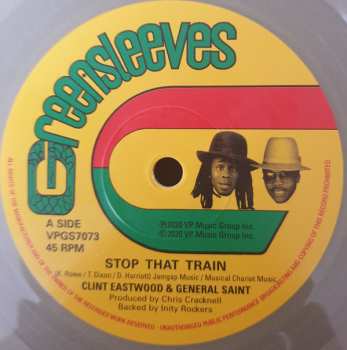 Greensleeves
A SIDE
VPGS7073
45 RPM
℗2020 VP Music Group Inc.
©2020 VP Music Group Inc.
STOP THAT TRAIN
(K. Rowe / T. Dixon / D. Harriott) Jamgip Music / Musical Chariot Music
CLINT EASTWOOD & GENERAL SAINT
Produced by Chris Cracknell
Backed by Inity Rockers
ALL RIGHTS OF THE MANUFACTURER AND OF THE OWNER OF THE RECORDED WORK RESERVED - UNAUTHORISED PUBLIC PERFORMANCE BROADCASTING AND COPYING OF THIS RECORD PROHIBITED